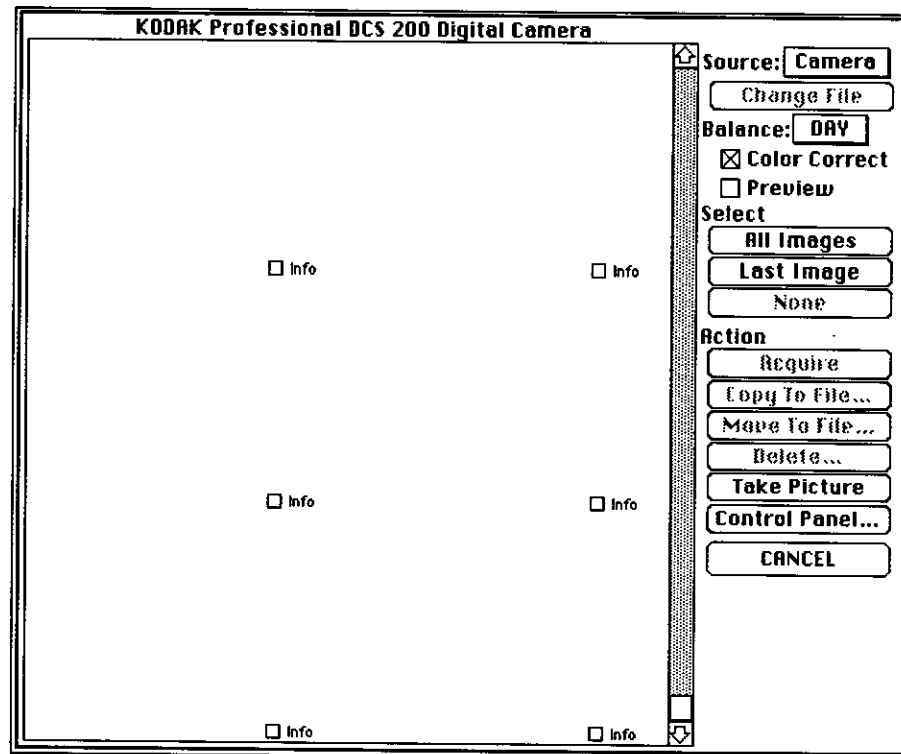 KODAK Professional DCS 200 Digital Camera
Source: Camera
Change File
Balance: DAY
Color Correct
Preview
Select
All Images
Last Image
None
Action
Acquire
Copy To File...
Move To File...
Delete...
Take Picture
Control Panel...
CANCEL
Info Info
Info Info
Info Info